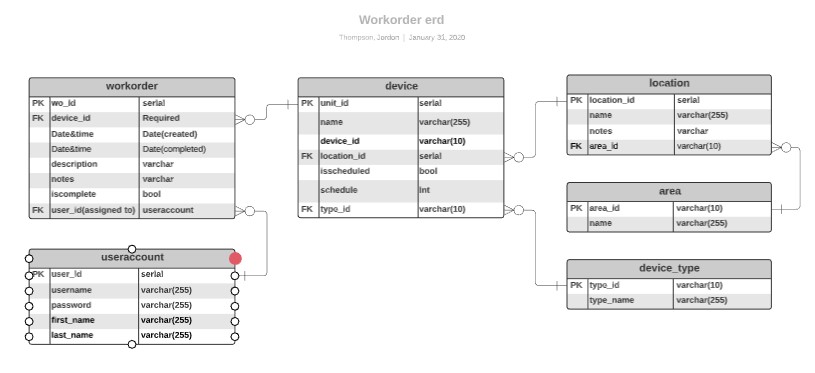 Workorder erd
Thompson, Jordon | January 31, 2020
workorder
PK wo_id serial
FK device_id Required
Date&time Date(created)
Date&time Date(completed)
description varchar
notes varchar
iscomplete bool
FK user_id(assigned to) useraccount
useraccount
PK user_id serial
username varchar(255)
password varchar(255)
first_name varchar(255)
last_name varchar(255)
device
PK unit_id serial
name varchar(255)
device_id varchar(10)
FK location_id serial
isscheduled bool
schedule Int
FK typo_id varchar(10)
location
PK location_id serial
name varchar(255)
notes varchar
FK area_id varchar(10)
area
PK area_id varchar(10)
name varchar(255)
device_type
PK typo_id varchar(10)
type_name varchar(255)